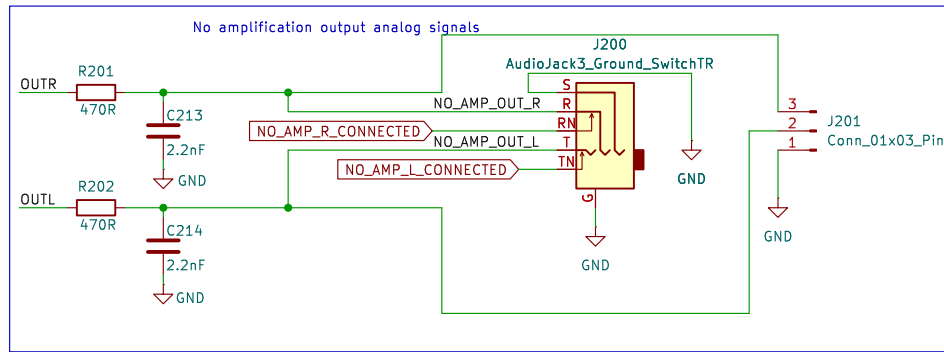 No amplification output analog signals
J200
AudioJack3_Ground_SwitchTR
R201
OUTR
470R
S
R
RN
T
TN
G
NO_AMP_OUT_R
C213
2.2nF
NO_AMP_R_CONNECTED
NO_AMP_OUT_L
NO_AMP_L_CONNECTED
3
2
1
J201
Conn_01x03_Pin
GND
GND
R202
OUTL
470R
C214
2.2nF
GND
GND
GND